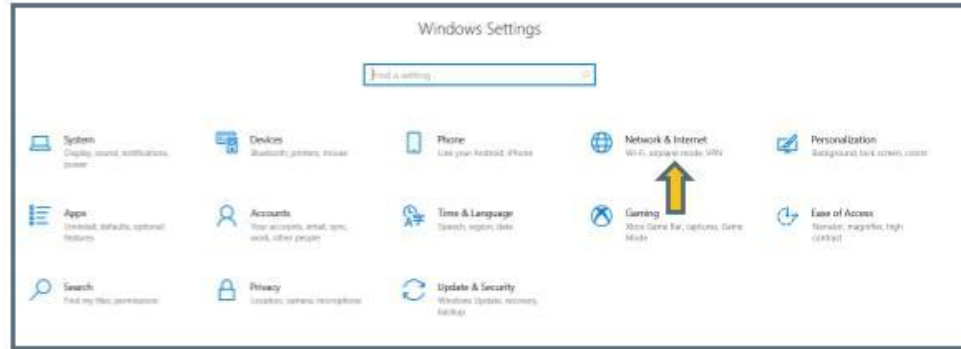 Windows Settings
Find a setting
System
Display, sound, notifications,
power
Devices
Bluetooth, printers, mouse
Phone
Link your Android, iPhone
Network & Internet
Wi-Fi, airplane mode, VPN
Personalization
Background, lock screen, colors
Apps
Uninstall, defaults, optional
features
Accounts
Your accounts, email, sync,
work, other people
Time & Language
Speech, region, date
Gaming
Xbox Game Bar, captures, Game
Mode
Ease of Access
Narrator, magnifier, high
contrast
Search
Find my files, permissions
Privacy
Location, camera, microphone
Update & Security
Windows Update, recovery,
backup